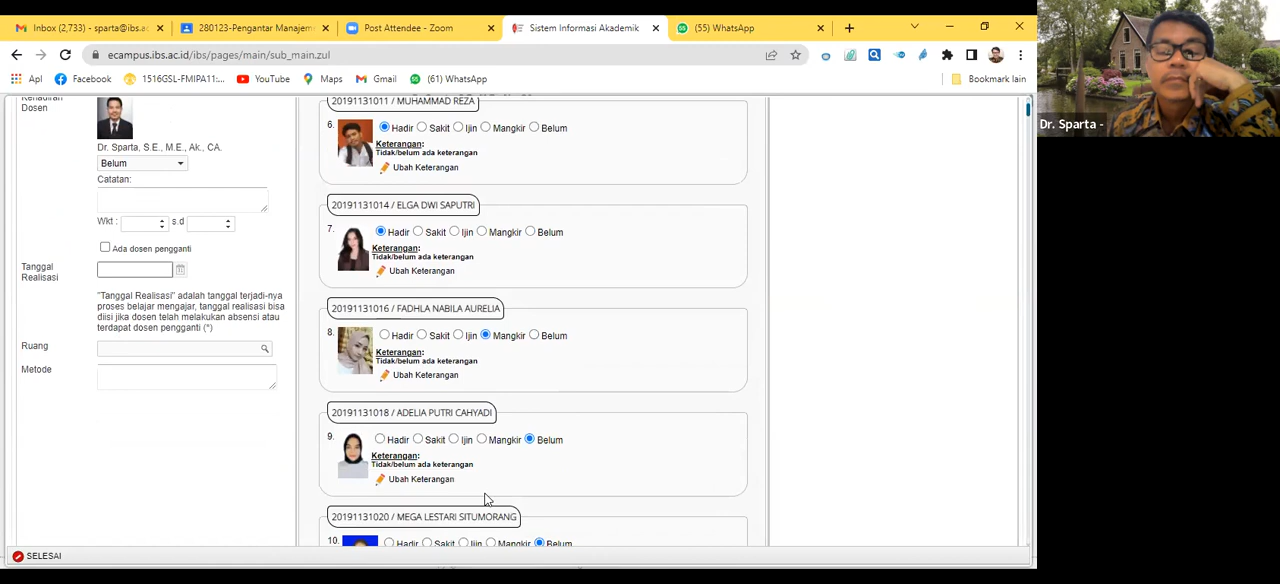 Inbox (2,733) - sparta@ibs.ac
280123-Pengantar Manajem
Post Attendee - Zoom
Sistem Informasi Akademik
(55) WhatsApp
ecampus.ibs.ac.id/ibs/pages/main/sub_main.zul
Apl
Facebook
1516GSL-FMIPA11:...
YouTube
Maps
Gmail
(61) WhatsApp
Bookmark lain
Dr. Sparta -
Kehadiran
Dosen
Dr. Sparta, S.E., M.E., Ak., CA.
Belum
Catatan:
Wkt :
s.d
Ada dosen pengganti
Tanggal
Realisasi
"Tanggal Realisasi" adalah tanggal terjadi-nya
proses belajar mengajar, tanggal realisasi bisa
diisi jika dosen telah melakukan absensi atau
terdapat dosen pengganti (*)
Ruang
Metode
20191131011 / MUHAMMAD REZA
6.
Hadir Sakit Ijin Mangkir Belum
Keterangan:
Tidak/belum ada keterangan
Ubah Keterangan
20191131014 / ELGA DWI SAPUTRI
7.
Hadir Sakit Ijin Mangkir Belum
Keterangan:
Tidak/belum ada keterangan
Ubah Keterangan
20191131016 / FADHLA NABILA AURELIA
8.
Hadir Sakit Ijin Mangkir Belum
Keterangan:
Tidak/belum ada keterangan
Ubah Keterangan
20191131018 / ADELIA PUTRI CAHYADI
9.
Hadir Sakit Ijin Mangkir Belum
Keterangan:
Tidak/belum ada keterangan
Ubah Keterangan
20191131020 / MEGA LESTARI SITUMORANG
10.
Hadir Sakit Ijin Mangkir Belum
SELESAI